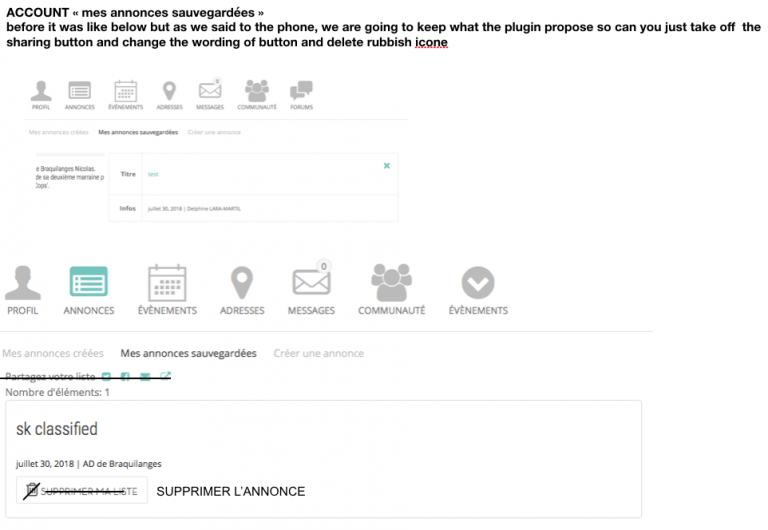 ACCOUNT « mes annonces sauvegardées »
before it was like below but as we said to the phone, we are going to keep what the plugin propose so can you just take off the
sharing button and change the wording of button and delete rubbish icone
0
PROFIL ANNONCES ÉVÈNEMENTS ADRESSES MESSAGES COMMUNAUTÉ FORUMS
Mes annonces créées Mes annonces sauvegardées Créer une annonce
e Braquilanges Nicolas.
de sa deuxième marraine p
Cops'.
Titre test
Infos juillet 30, 2018 | Delphine LARA-MARTIL
0
PROFIL ANNONCES ÉVÈNEMENTS ADRESSES MESSAGES COMMUNAUTÉ ÉVÈNEMENTS
Mes annonces créées Mes annonces sauvegardées Créer une annonce
Partagez votre liste
Nombre d'éléments: 1
sk classified
juillet 30, 2018 | AD de Braquilanges
SUPPRIMER MA LISTE SUPPRIMER L'ANNONCE